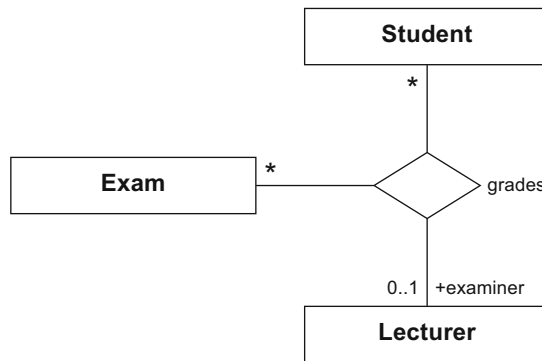 Student
*
Exam
*
grades
0..1
+examiner
Lecturer